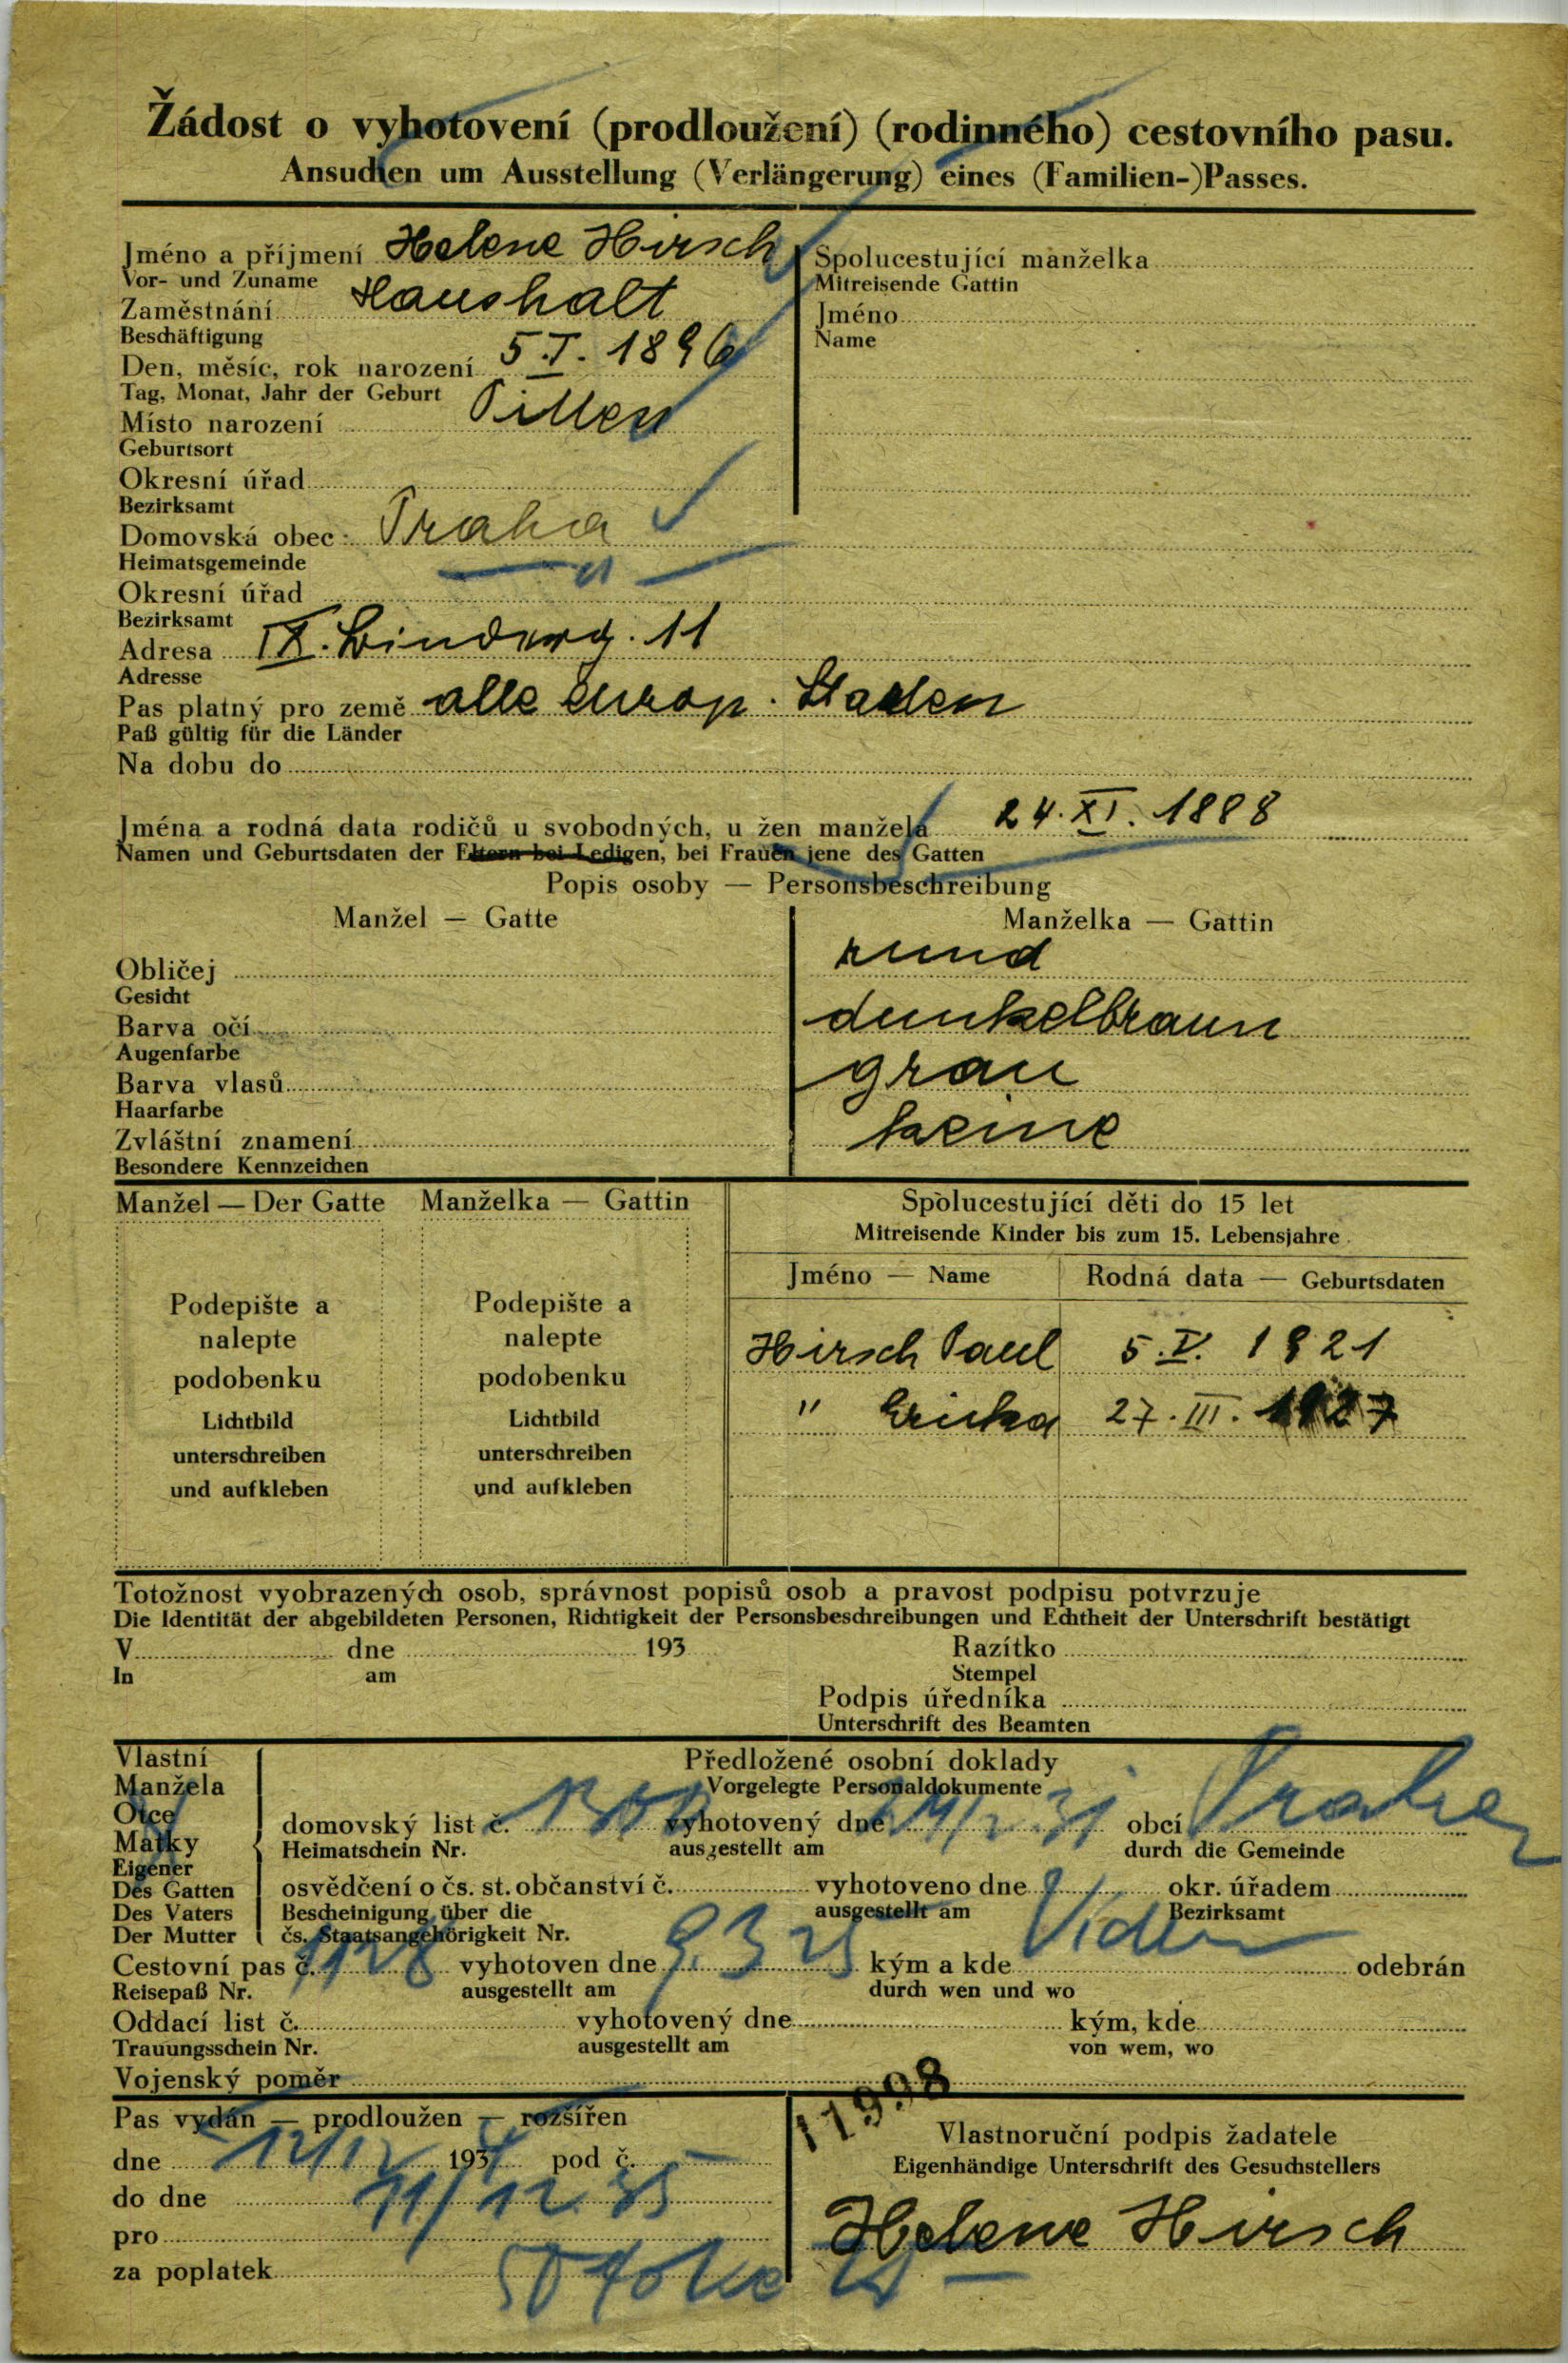 Žádost o vyhotovení (prodloužení) (rodinného) cestovního pasu.
Ansuchen um Ausstellung (Verlängerung) eines (Familien-)Passes.
Jméno a příjmení Helene Hirsch
Vor- und Zuname
Zaměstnání Haushalt
Beschäftigung
Den, měsíc, rok narození 5.I. 1896
Tag, Monat, Jahr der Geburt
Místo narození Pillen
Geburtsort
Okresní úřad
Bezirksamt
Spolucestující manželka
Mitreisende Gattin
Jméno
Name
Domovská obec Praha
Heimatsgemeinde
Okresní úřad
Bezirksamt
Adresa IX. 11
Adresse
Pas platný pro země alle europ. Staaten
Paß gültig für die Länder
Na dobu do
Jména a rodná data rodičů u svobodných, u žen manžela 24.XI. 1888
Namen und Geburtsdaten der Eltern bei Ledigen, bei Frauen jene des Gatten
Popis osoby — Personsbeschreibung
Manžel — Gatte Manželka — Gattin
Obličej rund
Gesicht
Barva očí dunkelbraun
Augenfarbe
Barva vlasů grau
Haarfarbe
Zvláštní znamení keine
Besondere Kennzeichen
Manžel — Der Gatte Manželka — Gattin
Podepište a Podepište a
nalepte nalepte
podobenku podobenku
Lichtbild Lichtbild
unterschreiben unterschreiben
und aufkleben und aufkleben
Spolucestující děti do 15 let
Mitreisende Kinder bis zum 15. Lebensjahre
Jméno — Name Rodná data — Geburtsdaten
Hirsch Paul 5.V. 1921
" Ericka 27.III. 1927
Totožnost vyobrazených osob, správnost popisů osob a pravost podpisu potvrzuje
Die Identität der abgebildeten Personen, Richtigkeit der Personsbeschreibungen und Echtheit der Unterschrift bestätigt
V dne 193 Razítko
In am Stempel
Podpis úředníka
Unterschrift des Beamten
Vlastní
Manžela
Otce
Matky
Eigener
Des Gatten
Des Vaters
Der Mutter
Předložené osobní doklady
Vorgelegte Personaldokumente
domovský list č. vyhotovený dne obcí Praha
Heimatschein Nr. ausgestellt am durch die Gemeinde
osvědčení o čs. st. občanství č. vyhotoveno dne okr. úřadem
Bescheinigung über die ausgestellt am Bezirksamt
čs. Staatsangehörigkeit Nr.
Cestovní pas č. vyhotoven dne 9.3 kým a kde Vídeň odebrán
Reisepaß Nr. ausgestellt am durch wen und wo
Oddací list č. vyhotovený dne kým, kde
Trauungsschein Nr. ausgestellt am von wem, wo
Vojenský poměr
Pas vydán — prodloužen — rozšířen
dne 12/12 193 pod č.
do dne 11/12 35
pro
za poplatek
11998
Vlastnoruční podpis žadatele
Eigenhändige Unterschrift des Gesuchstellers
Helene Hirsch